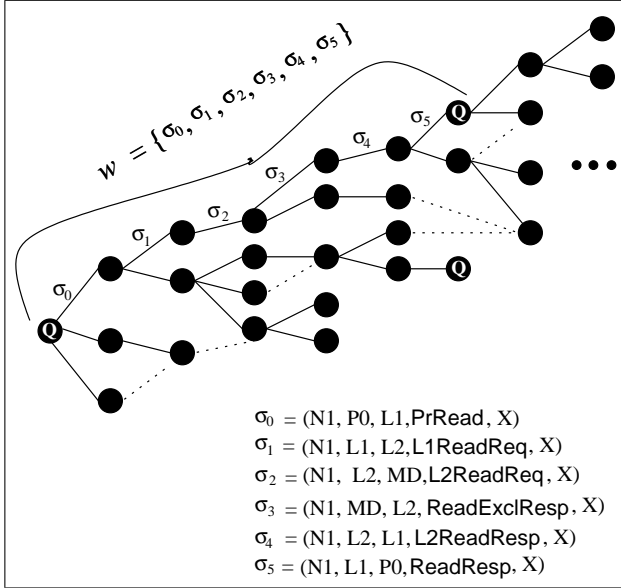 w = {σ0, σ1, σ2, σ3, σ4, σ5}
Q
σ5
σ4
σ3
σ2
σ1
Q
σ0
Q
•••
σ0 = (N1, P0, L1,PrRead, X)
σ1 = (N1, L1, L2,L1ReadReq, X)
σ2 = (N1, L2, MD,L2ReadReq, X)
σ3 = (N1, MD, L2, ReadExclResp, X)
σ4 = (N1, L2, L1, L2ReadResp, X)
σ5 = (N1, L1, P0,ReadResp, X)